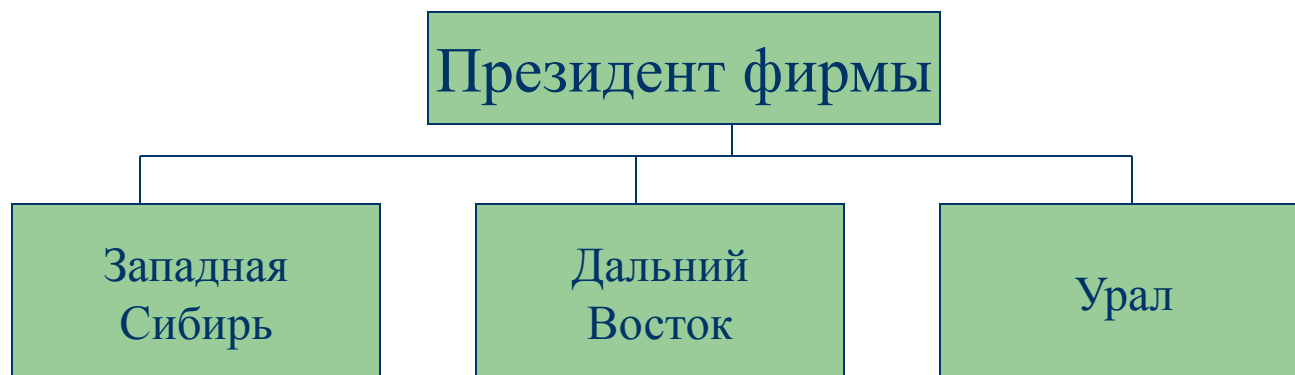 Президент фирмы
Западная
Сибирь
Дальний
Восток
Урал